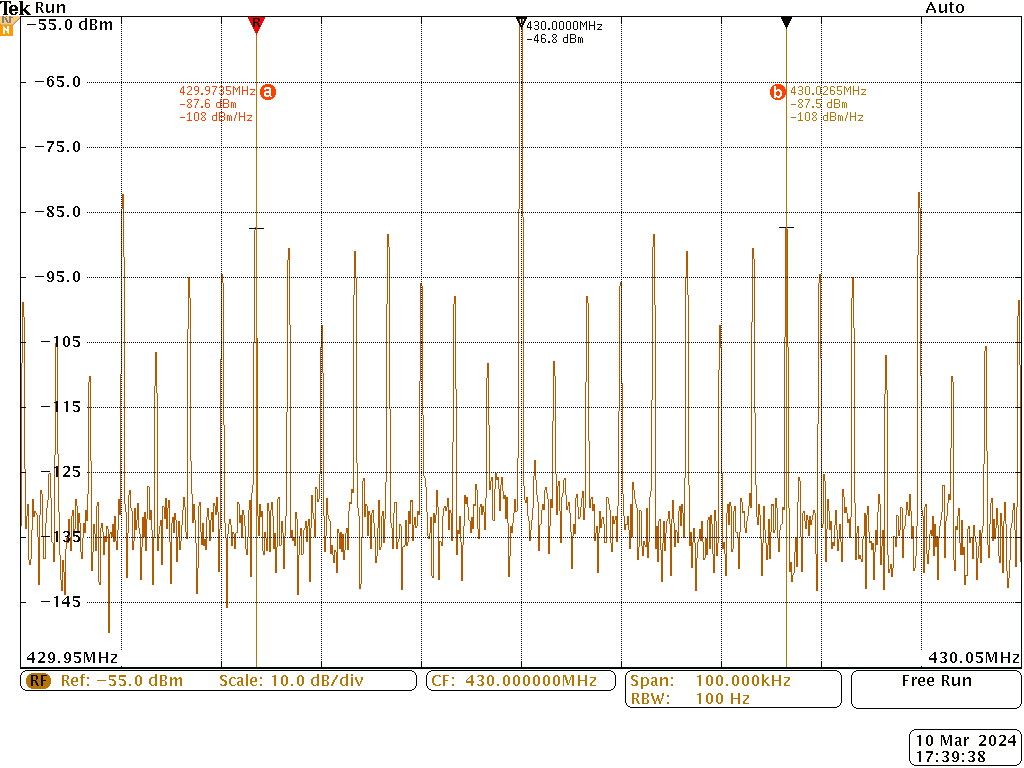 Tek Run Auto
RF
N
−55.0 dBm
R
430.0000MHz
−46.8 dBm
−65.0
429.9735MHz a
−87.6 dBm
−108 dBm/Hz
b 430.0265MHz
−87.5 dBm
−108 dBm/Hz
−75.0
−85.0
−95.0
−105
−115
−125
−135
−145
429.95MHz 430.05MHz
RF Ref: −55.0 dBm Scale: 10.0 dB/div CF: 430.000000MHz Span: 100.000kHz Free Run
RBW: 100 Hz
10 Mar 2024
17:39:38